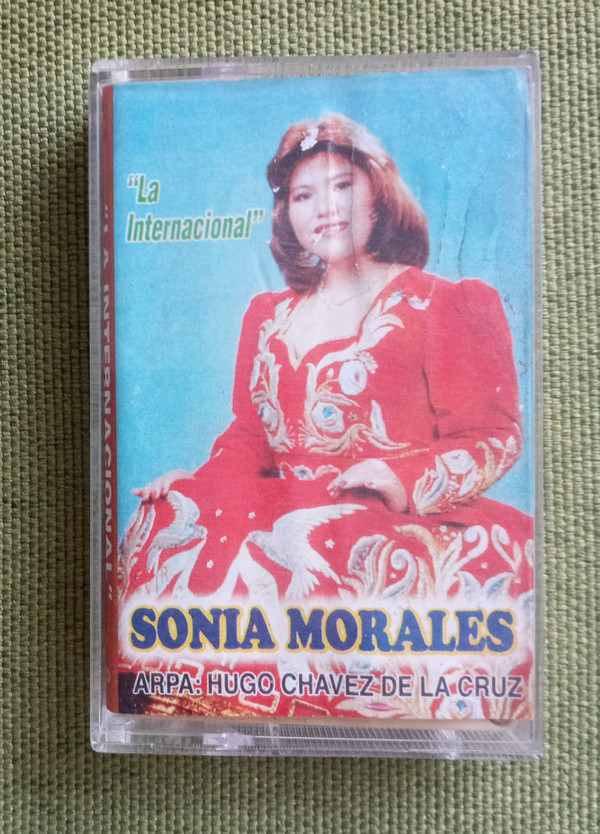 "La
Internacional"
SONIA MORALES
ARPA: HUGO CHAVEZ DE LA CRUZ
"LA INTERNACIONAL"